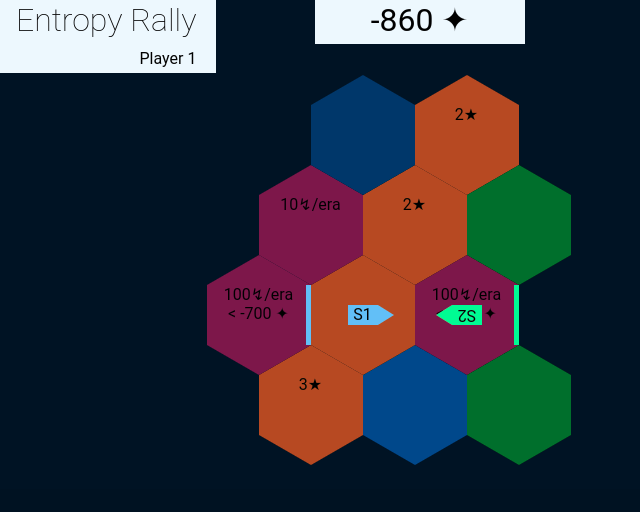 Entropy Rally
Player 1
-860 ✦
2★
10↯/era
2★
100↯/era
< -700 ✦
S1
100↯/era
S2 ✦
3★